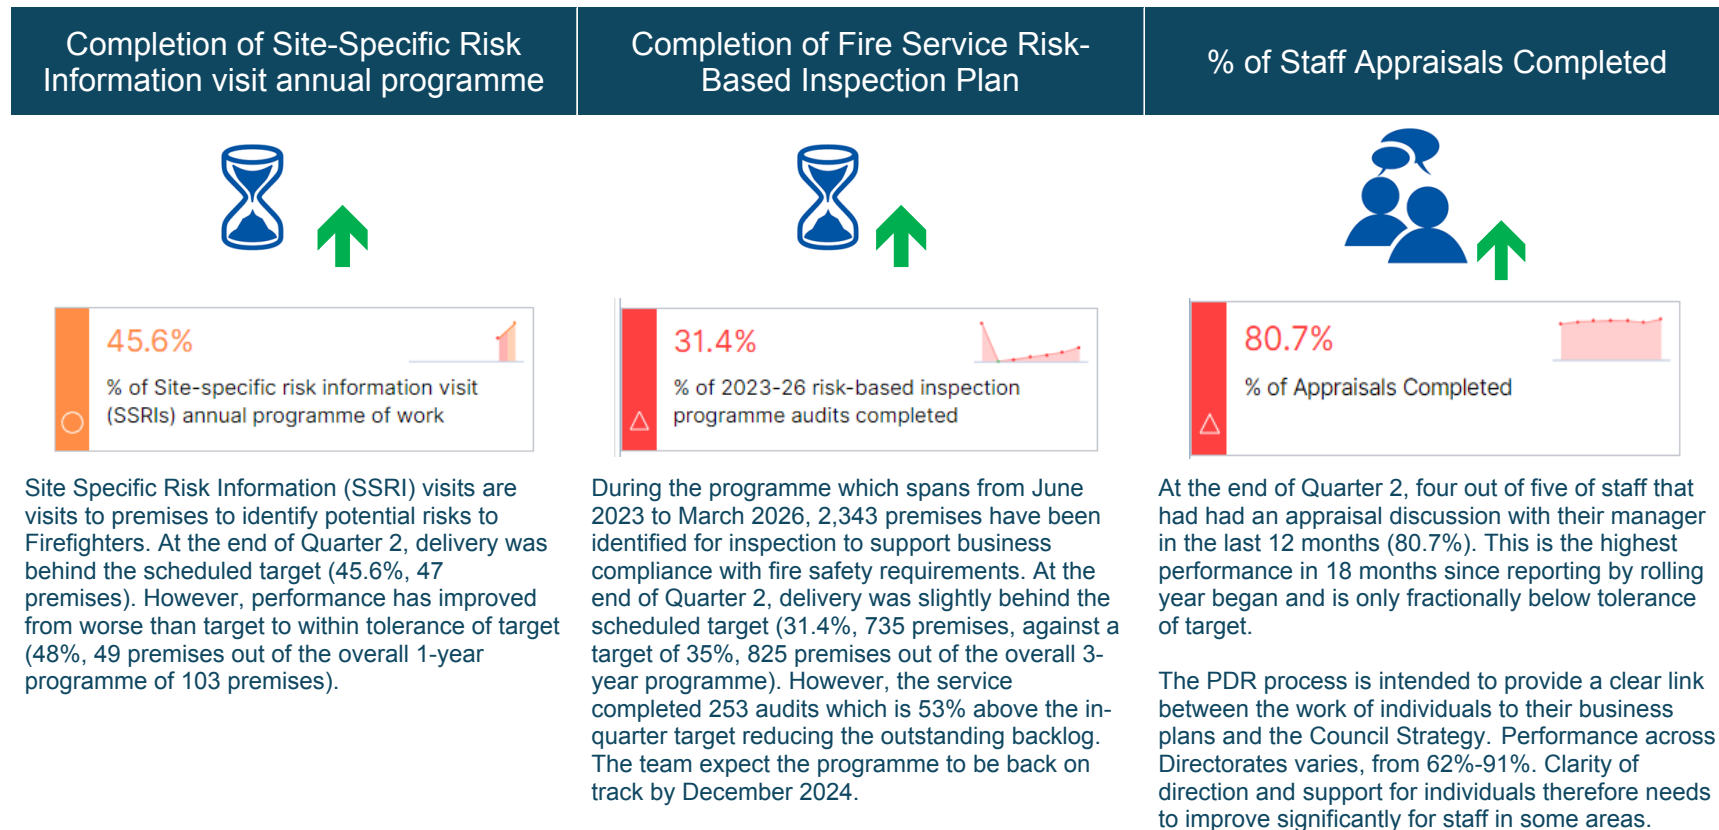 Completion of Site-Specific Risk
Information visit annual programme
Completion of Fire Service Risk-
Based Inspection Plan
% of Staff Appraisals Completed
45.6%
% of Site-specific risk information visit
(SSRIs) annual programme of work
31.4%
% of 2023-26 risk-based inspection
programme audits completed
80.7%
% of Appraisals Completed
Site Specific Risk Information (SSRI) visits are
visits to premises to identify potential risks to
Firefighters. At the end of Quarter 2, delivery was
behind the scheduled target (45.6%, 47
premises). However, performance has improved
from worse than target to within tolerance of target
(48%, 49 premises out of the overall 1-year
programme of 103 premises).
During the programme which spans from June
2023 to March 2026, 2,343 premises have been
identified for inspection to support business
compliance with fire safety requirements. At the
end of Quarter 2, delivery was slightly behind the
scheduled target (31.4%, 735 premises, against a
target of 35%, 825 premises out of the overall 3-
year programme). However, the service
completed 253 audits which is 53% above the in-
quarter target reducing the outstanding backlog.
The team expect the programme to be back on
track by December 2024.
At the end of Quarter 2, four out of five of staff that
had had an appraisal discussion with their manager
in the last 12 months (80.7%). This is the highest
performance in 18 months since reporting by rolling
year began and is only fractionally below tolerance
of target.
The PDR process is intended to provide a clear link
between the work of individuals to their business
plans and the Council Strategy. Performance across
Directorates varies, from 62%-91%. Clarity of
direction and support for individuals therefore needs
to improve significantly for staff in some areas.